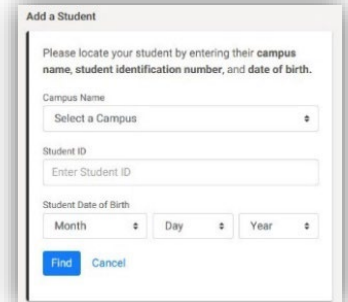 Add a Student
Please locate your student by entering their campus
name, student identification number, and date of birth.
Campus Name
Select a Campus
Student ID
Enter Student ID
Student Date of Birth
Month Day Year
Find Cancel